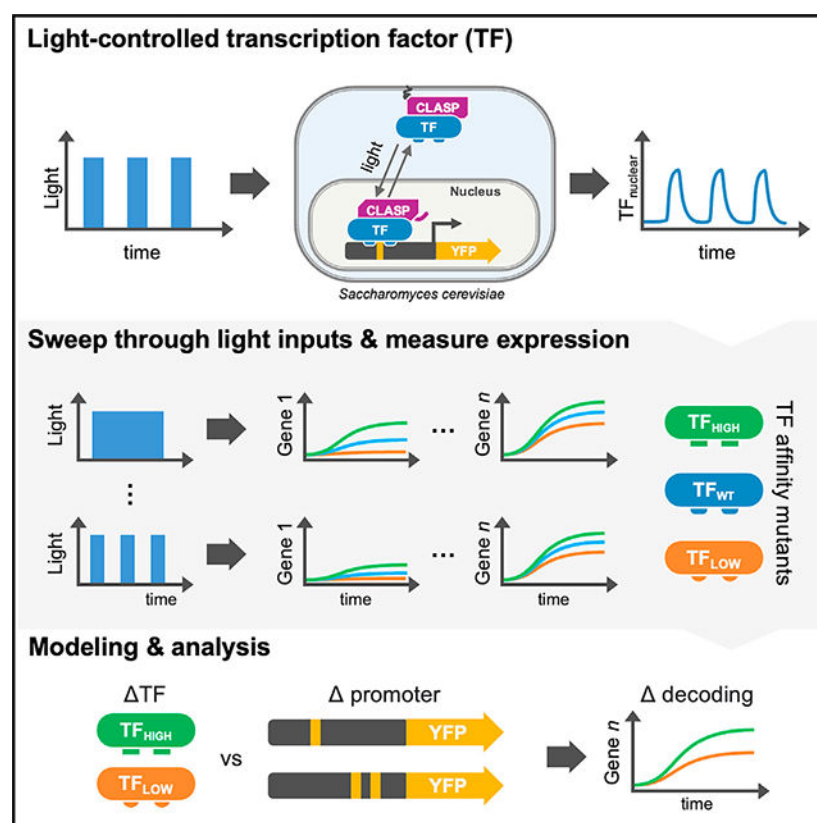 Light-controlled transcription factor (TF)
Light
time
CLASP
TF
light
Nucleus
CLASP
TF
YFP
Saccharomyces cerevisiae
TFnuclear
time
Sweep through light inputs & measure expression
Light
Gene 1
...
Gene n
TFHIGH
TFWT
TFLOW
TF affinity mutants
...
Light
time
Gene 1
time
...
Gene n
time
Modeling & analysis
ΔTF
Δ promoter
Δ decoding
TFHIGH
vs
TFLOW
YFP
YFP
Gene n
time